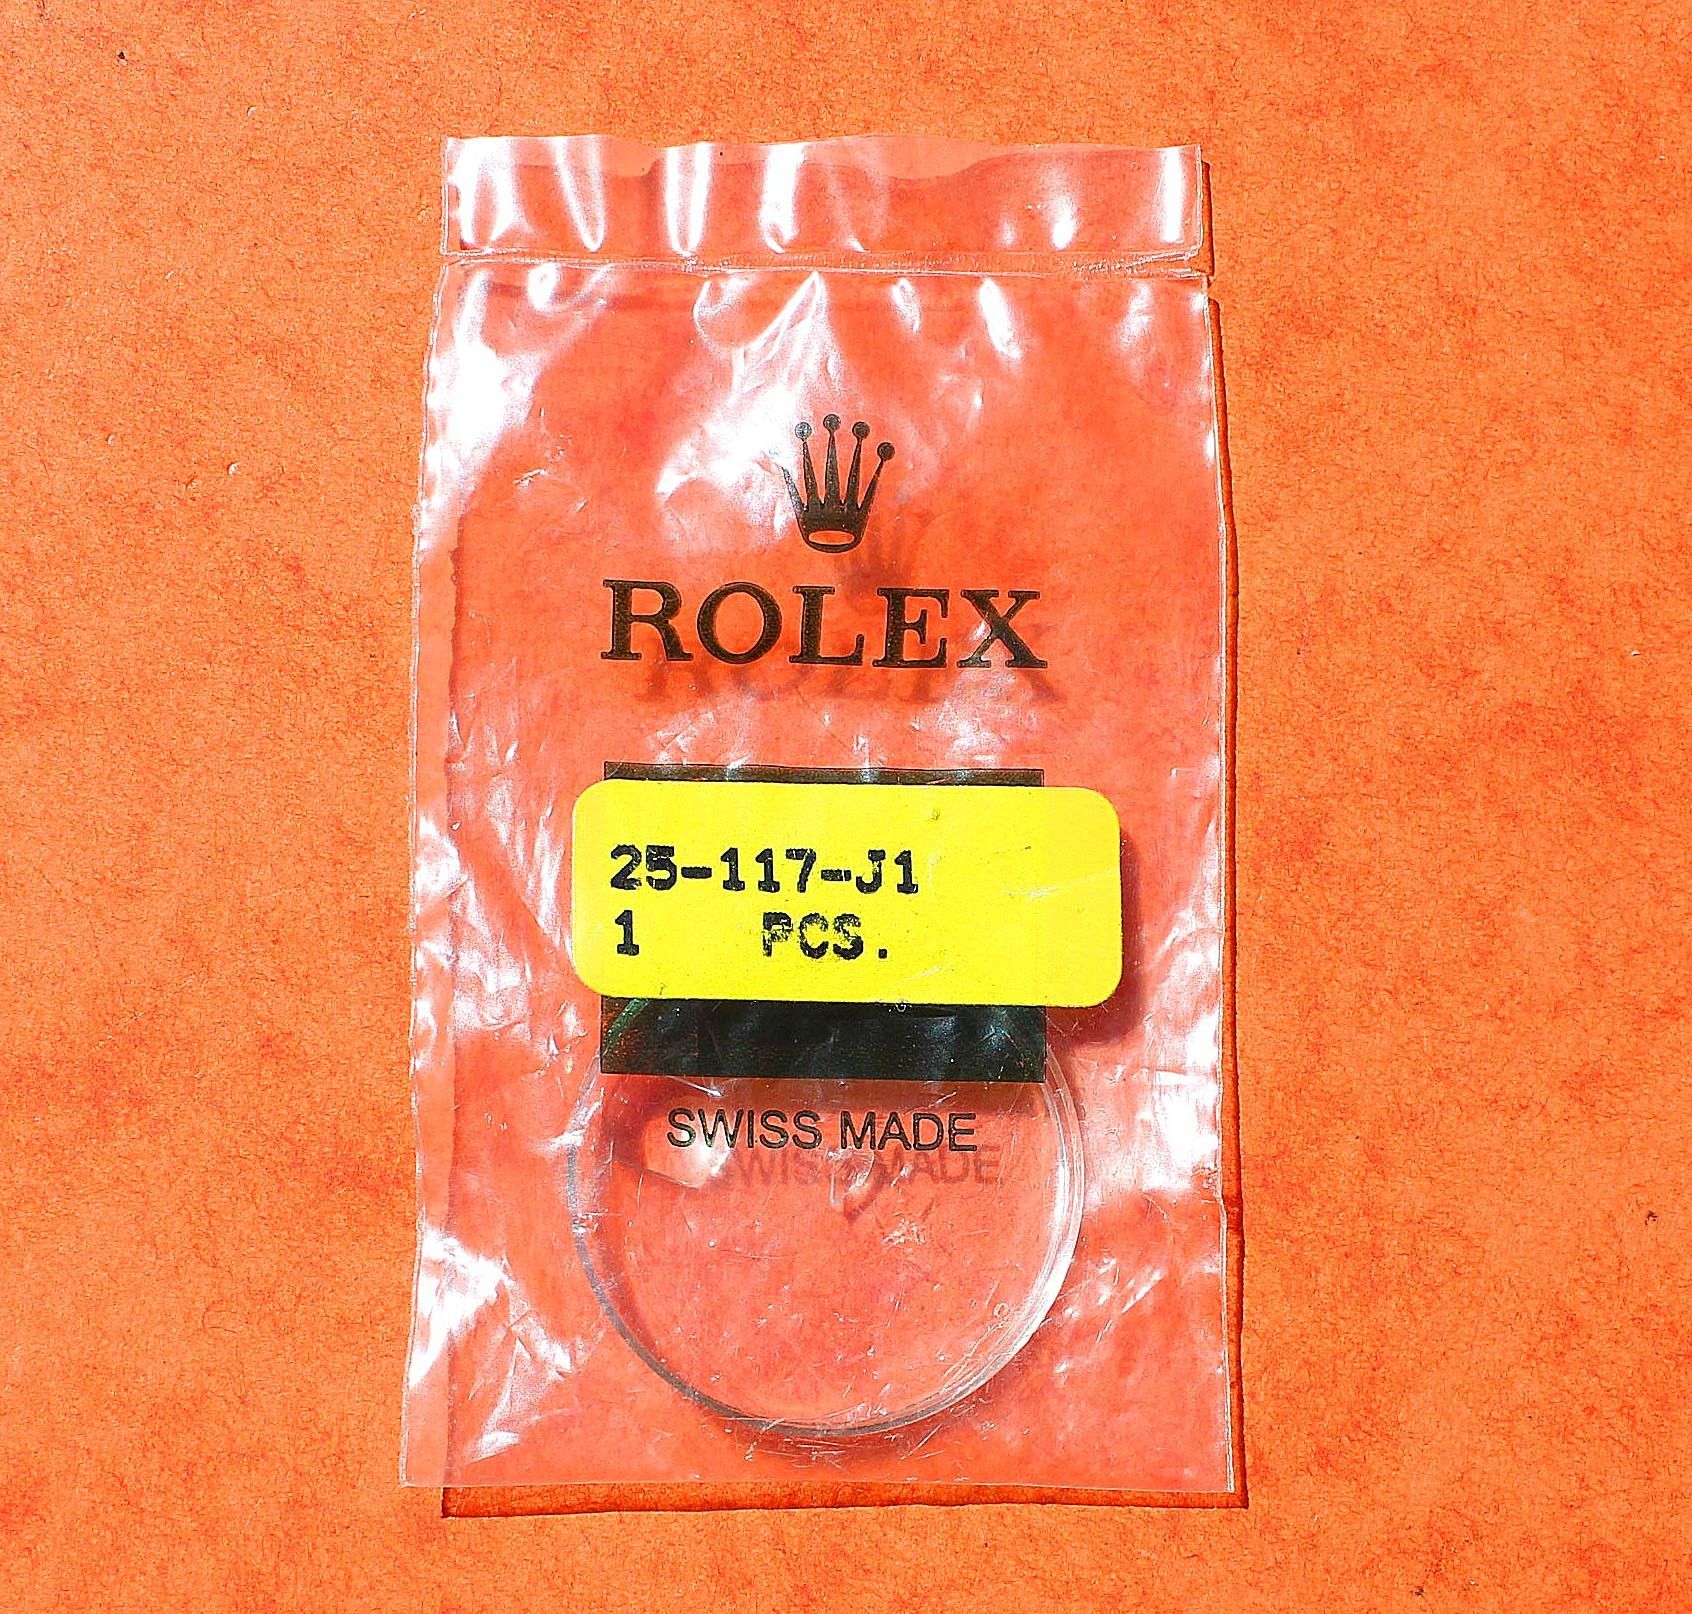 ROLEX
25-117-J1
1 PCS.
SWISS MADE